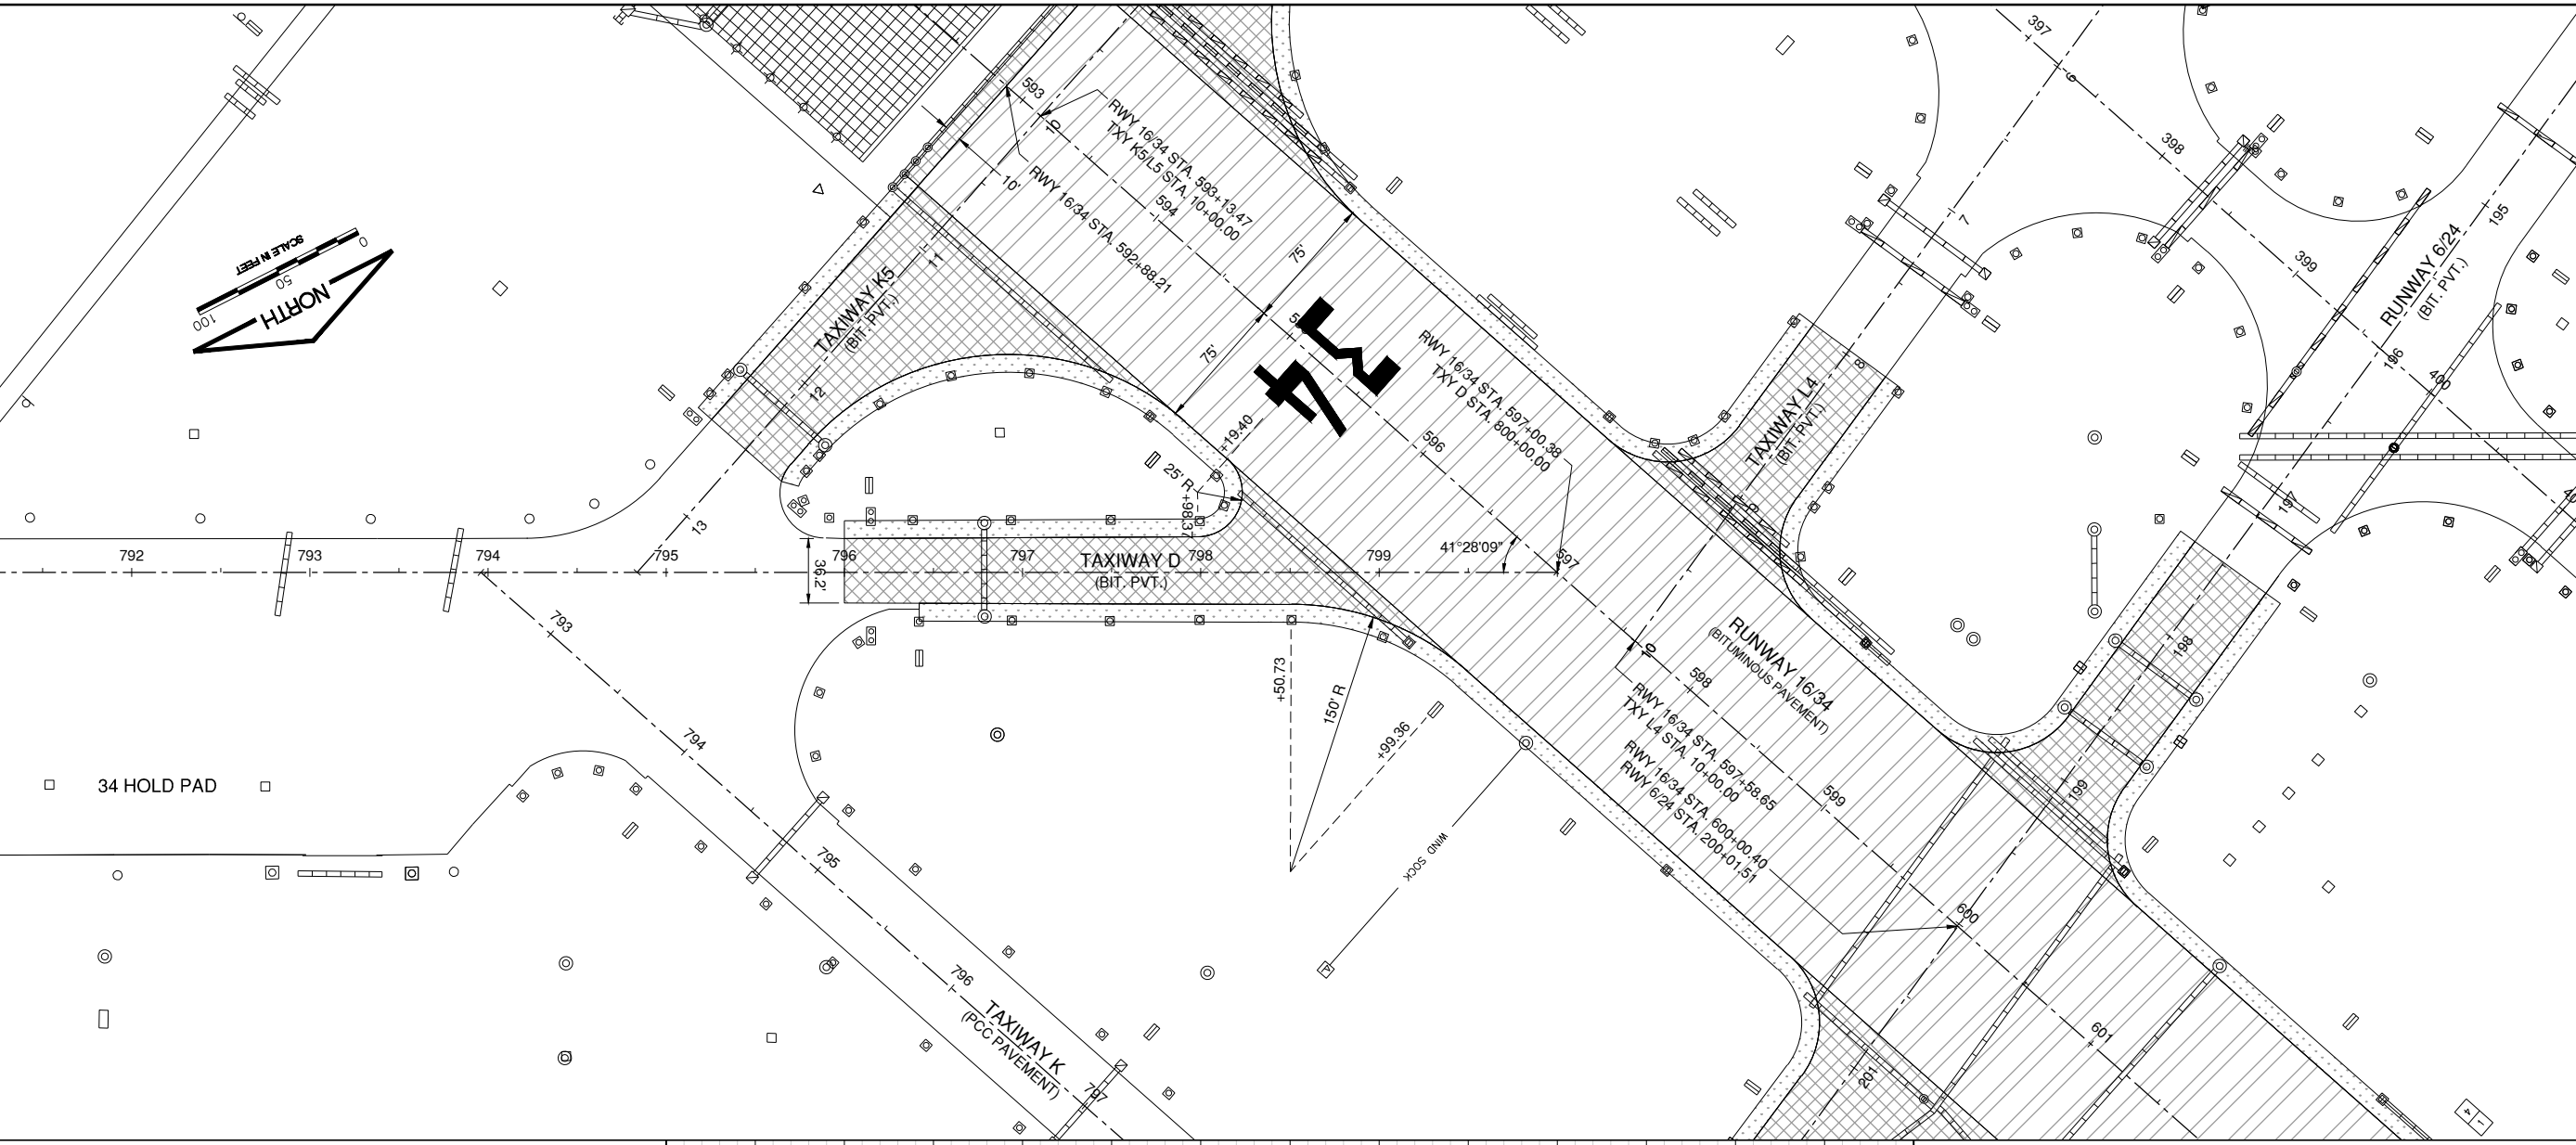 397
6
398
399
400
RUNWAY 6/24
(BIT. PVT.)
195
196
197
198
199
201
7
8
9
10
SCALE IN FEET
0
50
100
NORTH
593
10
RWY 16/34 STA. 593+13.47
TXY K5/L5 STA. 10+00.00
RWY 16/34 STA. 592+88.21
10'
594
11
TAXIWAY K5
(BIT. PVT.)
12
13
75'
75'
34
RWY 16/34 STA. 597+00.38
TXY D STA. 800+00.00
596
TAXIWAY L4
(BIT. PVT.)
+19.40
25' R
+98.37
792
793
794
795
796
797
798
799
36.2'
TAXIWAY D
(BIT. PVT.)
41°28'09"
597
RUNWAY 16/34
(BITUMINOUS PAVEMENT)
598
RWY 16/34 STA. 597+58.65
TXY L4 STA. 10+00.00
RWY 16/34 STA. 600+00.40
RWY 6/24 STA. 200+01.51
599
600
601
+50.73
150' R
+99.36
WIND SOCK
793
794
795
796
797
34 HOLD PAD
TAXIWAY K
(PCC PAVEMENT)
4
1